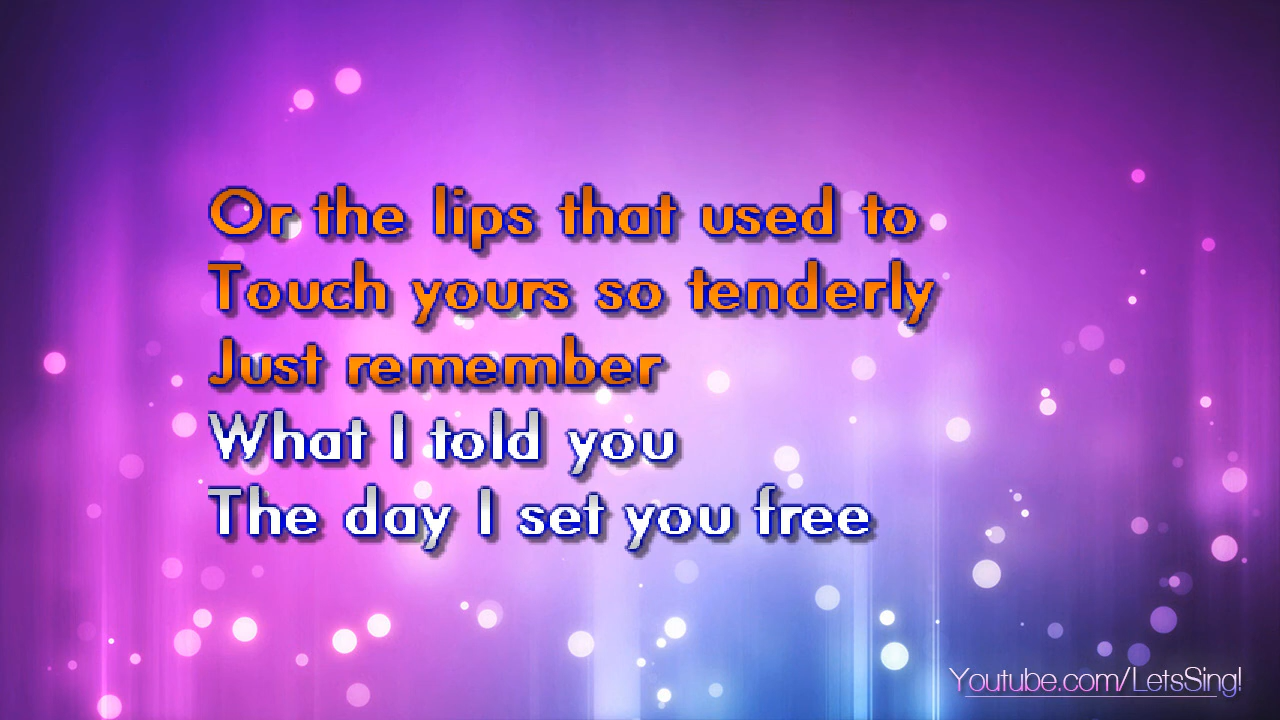 Or the lips that used to
Touch yours so tenderly
Just remember
What I told you
The day I set you free
Youtube.com/LetsSing!